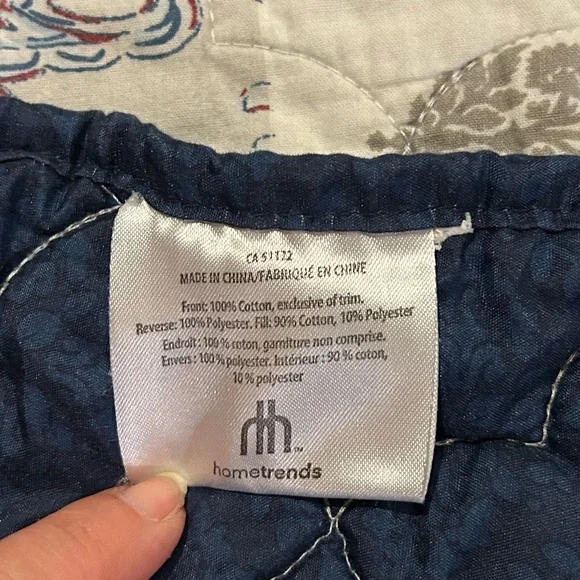 CA 51172
MADE IN CHINA/FABRIQUÉ EN CHINE
Front: 100% Cotton, exclusive of trim.
Reverse: 100% Polyester. Fill: 90% Cotton, 10% Polyester
Endroit : 100 % coton, garniture non comprise.
Envers : 100 % polyester. Intérieur : 90 % coton,
10 % polyester
TM
hometrends